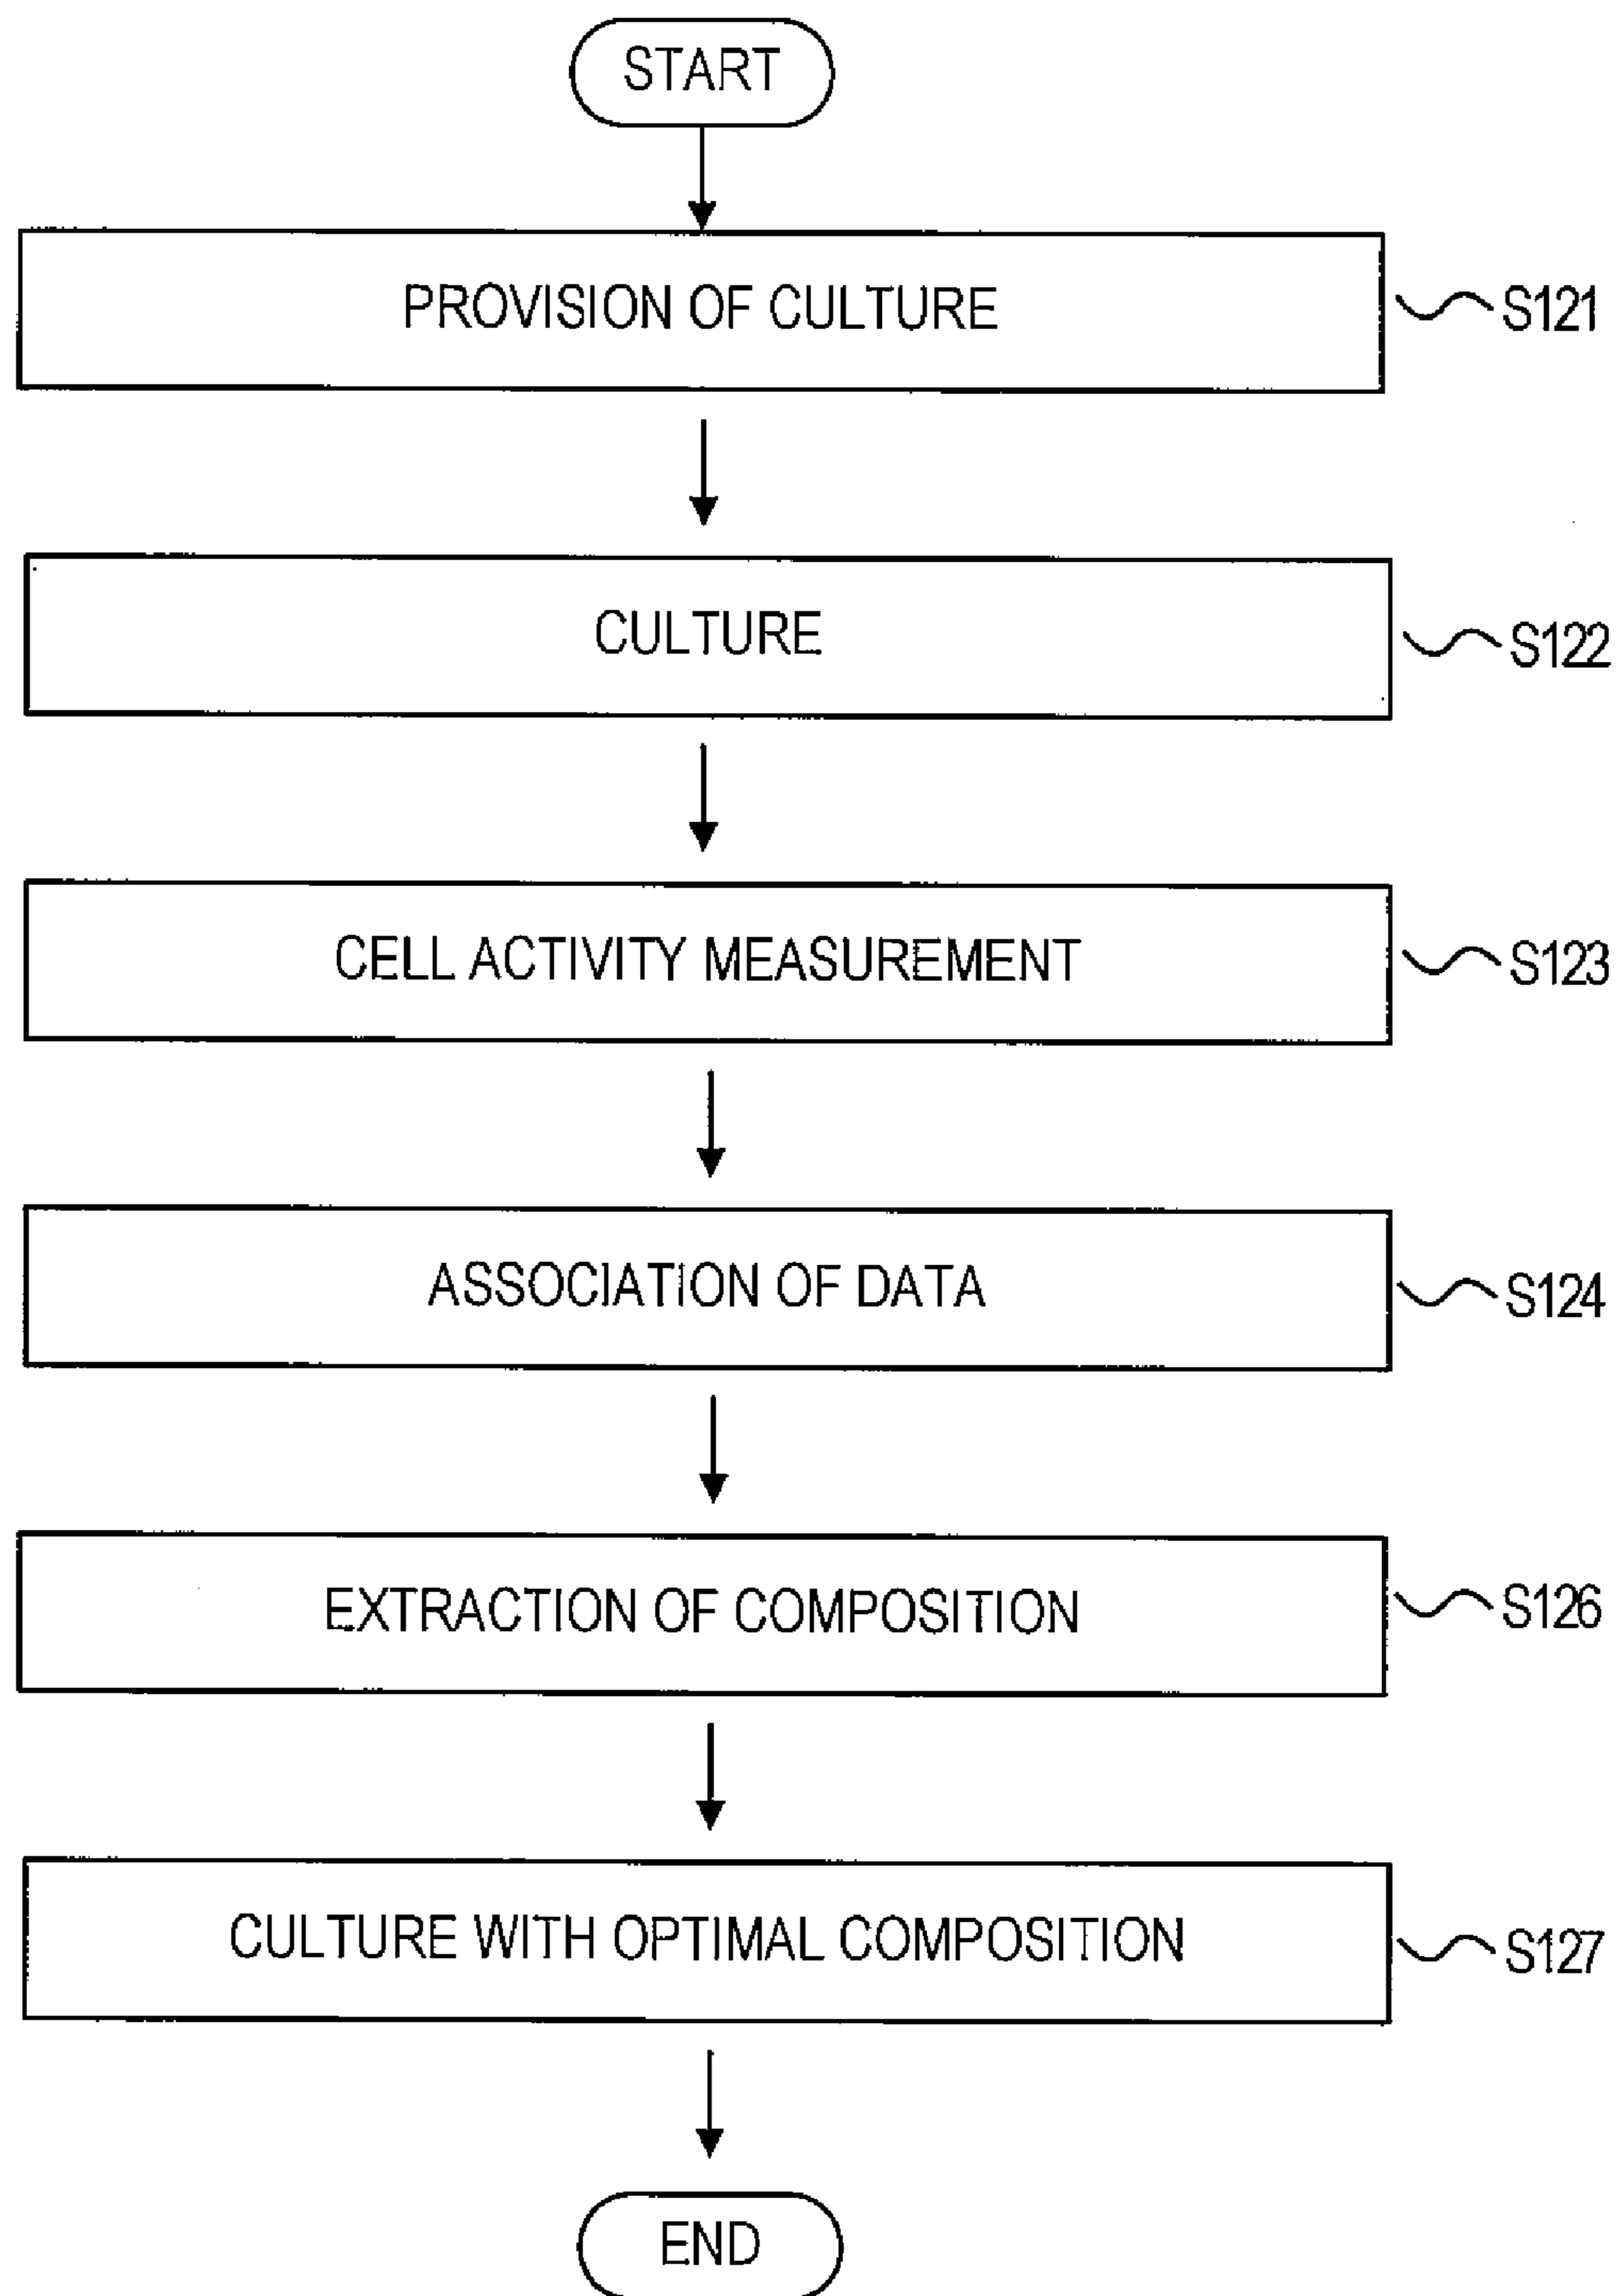 START
PROVISION OF CULTURE
S121
CULTURE
S122
CELL ACTIVITY MEASUREMENT
S123
ASSOCIATION OF DATA
S124
EXTRACTION OF COMPOSITION
S126
CULTURE WITH OPTIMAL COMPOSITION
S127
END